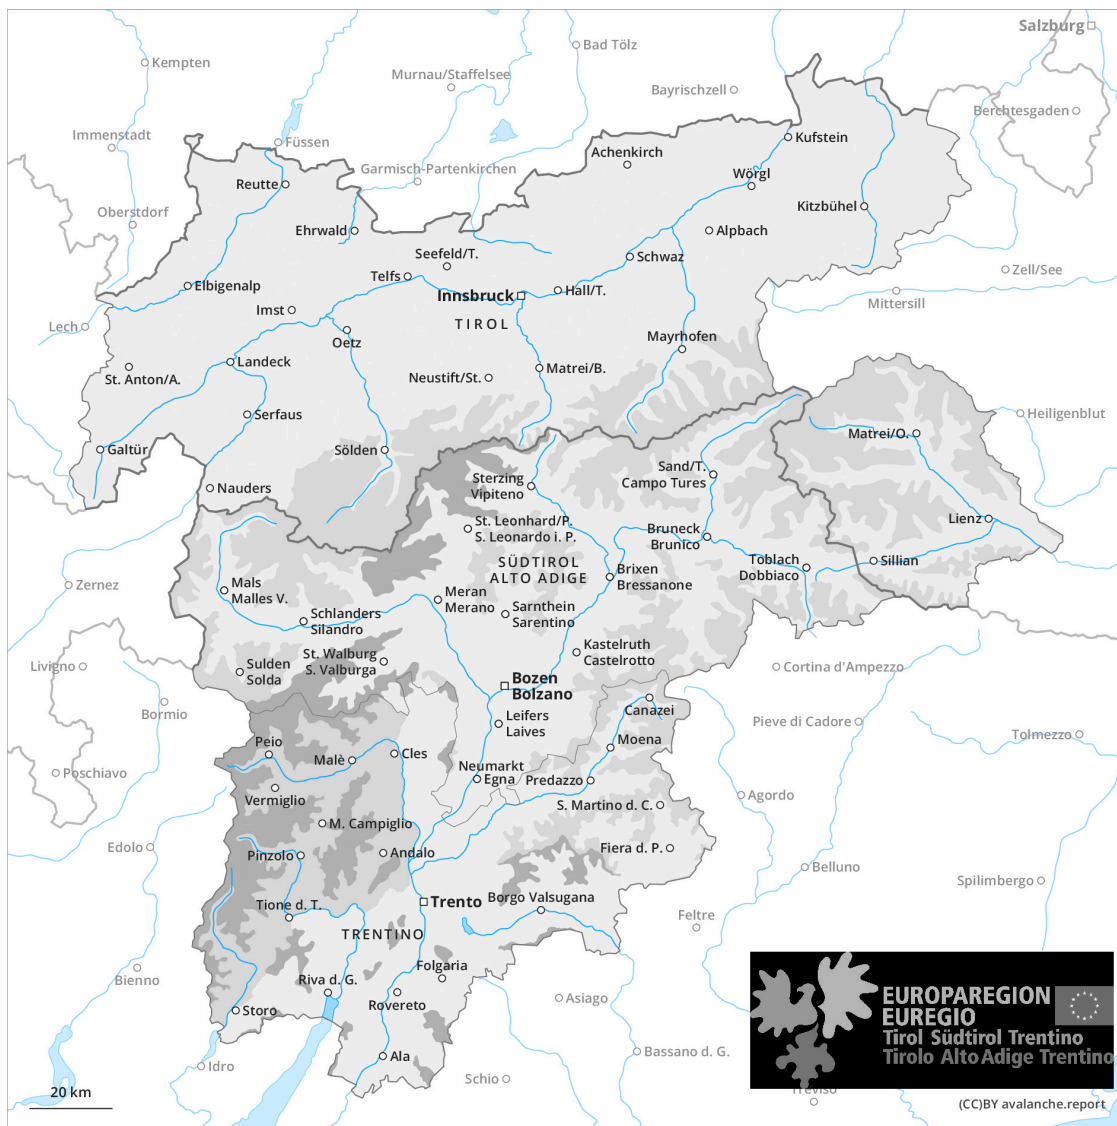 Salzburg
Bad Tölz
Kempten
Murnau/Staffelsee
Bayrischzell
Berchtesgaden
Immenstadt
Füssen
Kufstein
Achenkirch
Garmisch-Partenkirchen
Wörgl
Reutte
Kitzbühel
Oberstdorf
Ehrwald
Alpbach
Seefeld/T.
Schwaz
Zell/See
Telfs
Elbigenalp
Hall/T.
Innsbruck
Mittersill
Imst
TIROL
Lech
Oetz
Mayrhofen
Landeck
Matrei/B.
St. Anton/A.
Neustift/St.
Serfaus
Heiligenblut
Matrei/O.
Galtür
Sölden
Sterzing
Vipiteno
Sand/T.
Campo Tures
Nauders
St. Leonhard/P.
S. Leonardo i. P.
Lienz
Bruneck
Brunico
SÜDTIROL
ALTO ADIGE
Toblach
Dobbiaco
Sillian
Brixen
Bressanone
Zernez
Mals
Malles V.
Meran
Merano
Sarnthein
Sarentino
Schlanders
Silandro
Kastelruth
Castelrotto
St. Walburg
S. Valburga
Livigno
Sulden
Solda
Cortina d'Ampezzo
Bozen
Bolzano
Bormio
Canazei
Leifers
Laives
Pieve di Cadore
Tolmezzo
Peio
Moena
Cles
Malè
Neumarkt
Egna
Predazzo
Poschiavo
Vermiglio
Agordo
S. Martino d. C.
M. Campiglio
Edolo
Fiera d. P.
Pinzolo
Andalo
Belluno
Spilimbergo
Borgo Valsugana
Trento
Tione d. T.
Feltre
TRENTINO
Folgaria
Bienno
Riva d. G.
Asiago
Rovereto
Storo
EUROPAREGION
EUREGIO
Tirol Südtirol Trentino
Tirolo Alto Adige Trentino
Ala
Bassano d. G.
Idro
Schio
Treviso
20 km
(CC)BY avalanche.report